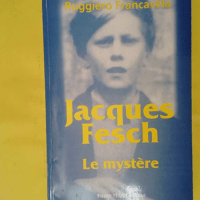 Ruggiero Francavilla
Jacques
Fesch
Le mystère